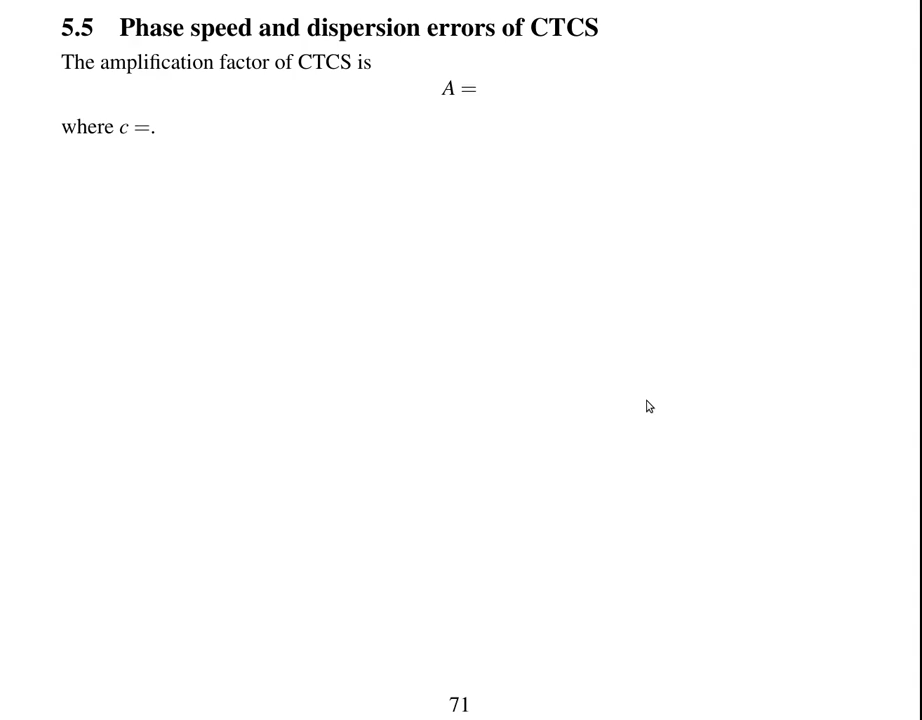 5.5 Phase speed and dispersion errors of CTCS
The amplification factor of CTCS is
A =
where c =.
71